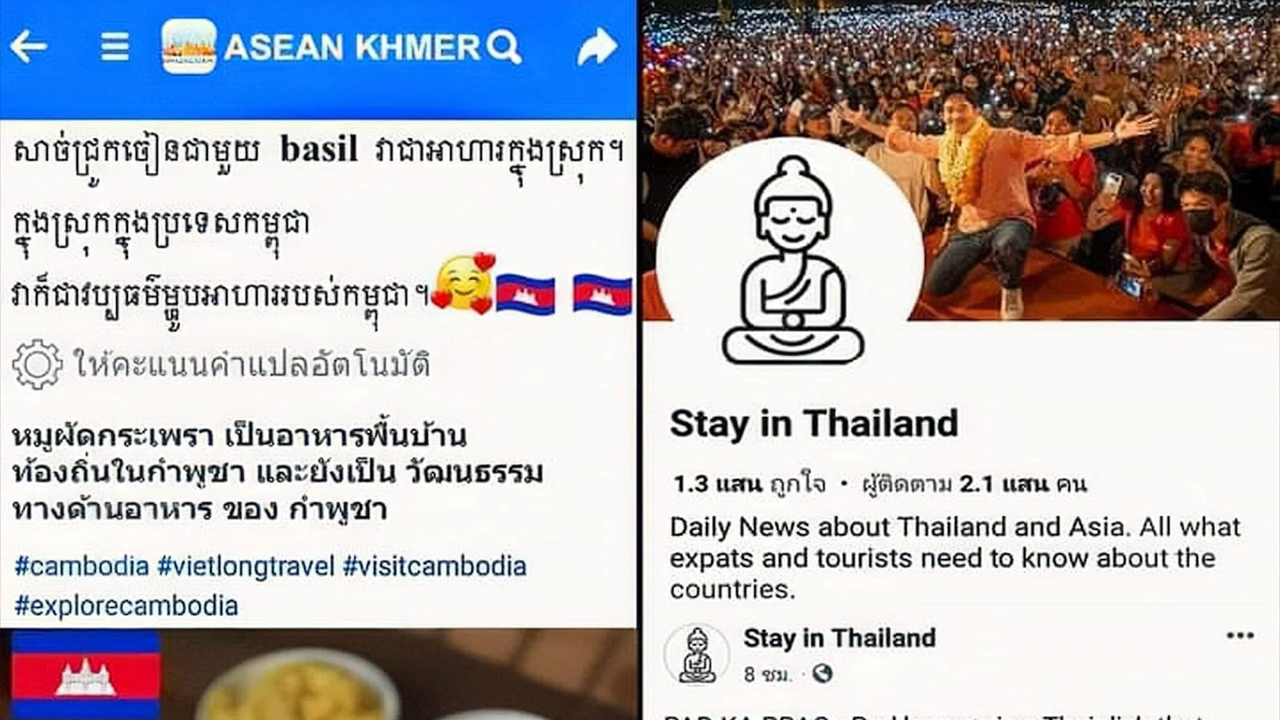 ASEAN KHMER
សាច់ជ្រូកចៀនជាមួយ basil វាជាអាហារក្នុងស្រុក។
ក្នុងស្រុកក្នុងប្រទេសកម្ពុជា
វាក៏ជាវប្បធម៌ម្ហូបអាហាររបស់កម្ពុជា។
ให้คะแนนคำแปลอัตโนมัติ
หมูผัดกระเพรา เป็นอาหารพื้นบ้าน
ท้องถิ่นในกำพูชา และยังเป็น วัฒนธรรม
ทางด้านอาหาร ของ กำพูชา
#cambodia #vietlongtravel #visitcambodia
#explorecambodia
Stay in Thailand
1.3 แสน ถูกใจ • ผู้ติดตาม 2.1 แสน คน
Daily News about Thailand and Asia. All what
expats and tourists need to know about the
countries.
Stay in Thailand
8 ชม.